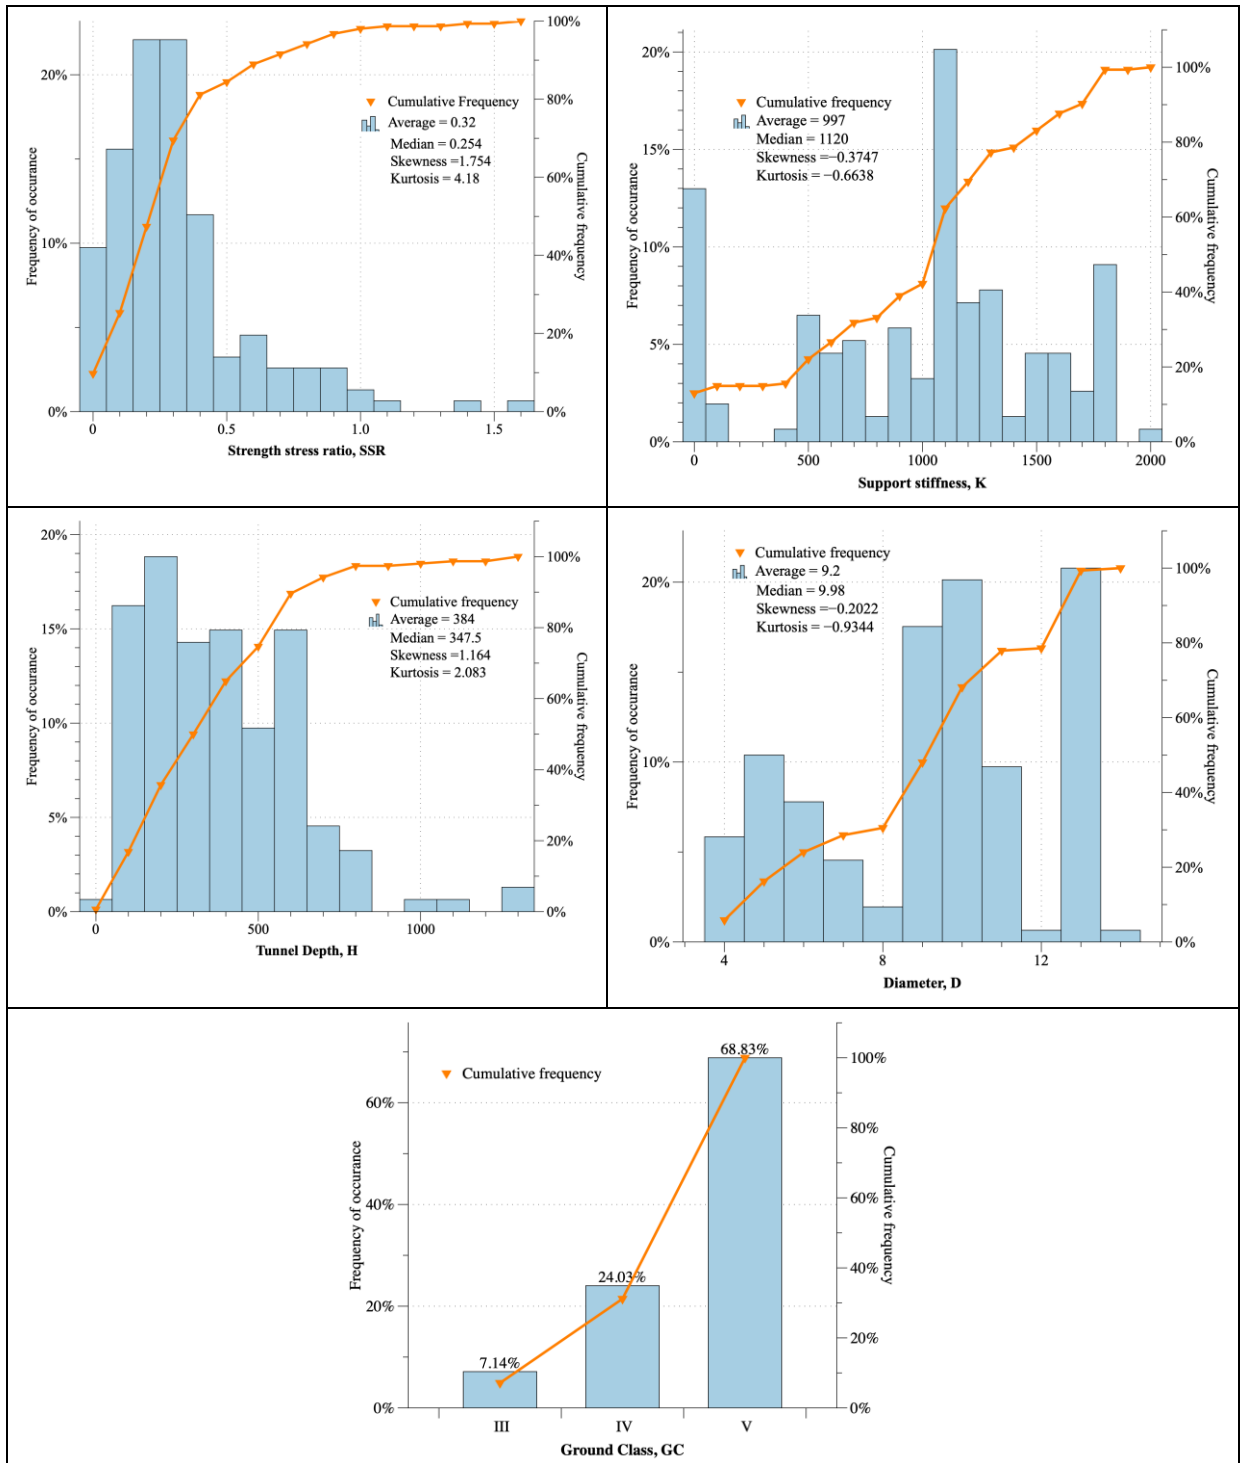 100%
20%
80%
60%
10%
40%
20%
0%
0%
0
0.5
1.0
1.5
Frequency of occurance
Cumulative frequency
Cumulative Frequency
Average = 0.32
Median = 0.254
Skewness =1.754
Kurtosis = 4.18
Strength stress ratio, SSR
20%
100%
15%
80%
60%
10%
40%
5%
20%
0%
0%
0
500
1000
1500
2000
Frequency of occurance
Cumulative frequency
Cumulative frequency
Average = 997
Median = 1120
Skewness =−0.3747
Kurtosis = −0.6638
Support stiffness, K
20%
100%
15%
80%
60%
10%
40%
5%
20%
0%
0%
0
500
1000
Frequency of occurance
Cumulative frequency
Cumulative frequency
Average = 384
Median = 347.5
Skewness =1.164
Kurtosis = 2.083
Tunnel Depth, H
20%
100%
80%
10%
60%
40%
20%
0%
0%
4
8
12
Frequency of occurance
Cumulative frequency
Cumulative frequency
Average = 9.2
Median = 9.98
Skewness =−0.2022
Kurtosis = −0.9344
Diameter, D
68.83%
100%
Cumulative frequency
60%
80%
40%
60%
24.03%
40%
20%
20%
7.14%
0%
0%
III
IV
V
Frequency of occurance
Cumulative frequency
Ground Class, GC